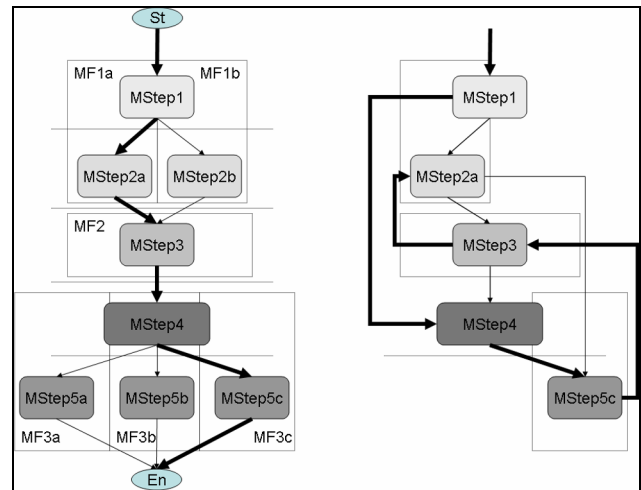 St
MF1a MF1b
MStep1 MStep1
MStep2a MStep2b MStep2a
MF2
MStep3 MStep3
MStep4 MStep4
MStep5a MStep5b MStep5c MStep5c
MF3a MF3b MF3c
En